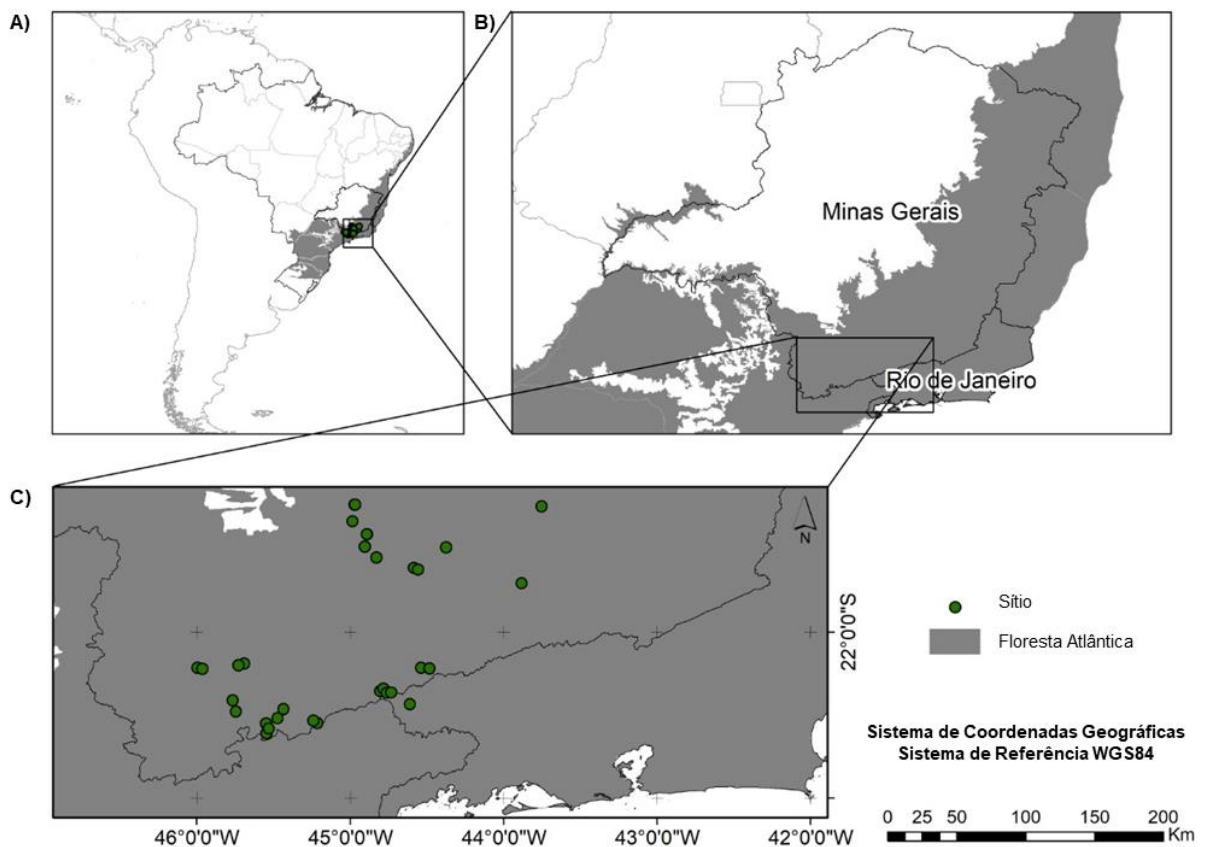 A)
B)
Minas Gerais
Rio de Janeiro
C)
N
22°0'0"S
46°0'W
45°0'0"W
44°0'0"W
43°0'0"W
42°0'0"W
Sítio
Floresta Atlântica
Sistema de Coordenadas Geográficas
Sistema de Referência WGS84
0 25 50 100 150 200
Km